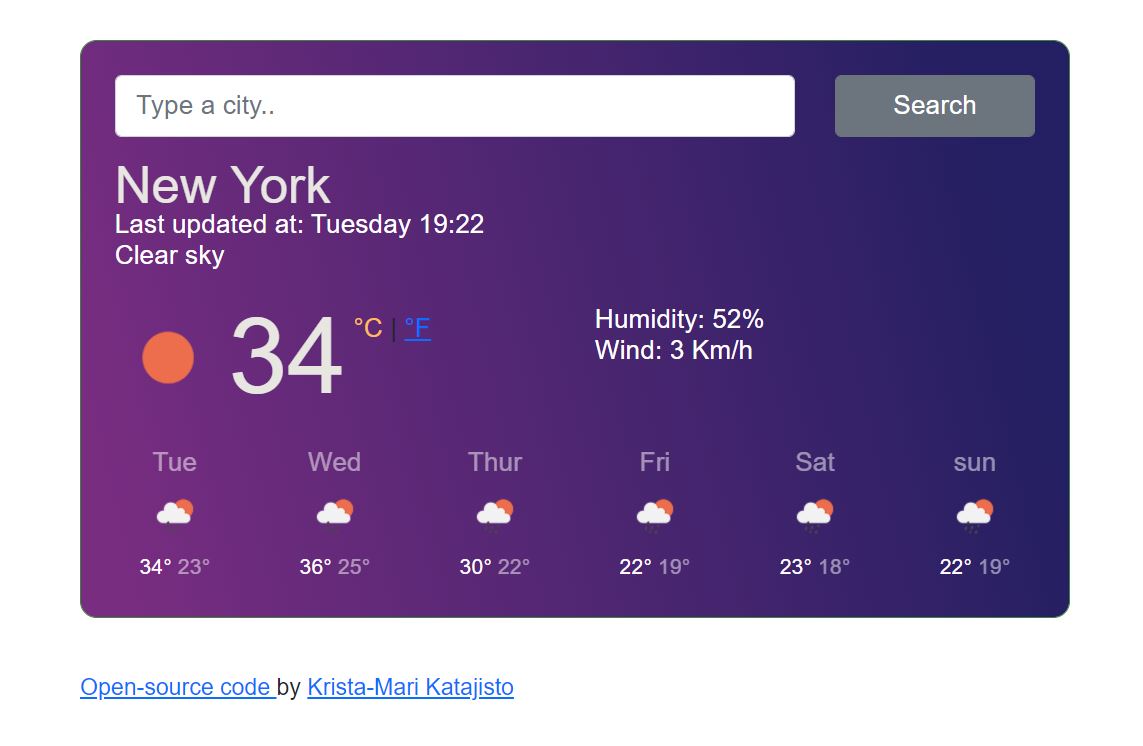 Type a city..
Search
New York
Last updated at: Tuesday 19:22
Clear sky
34 °C | °F
Humidity: 52%
Wind: 3 Km/h
Tue Wed Thur Fri Sat sun
34° 23° 36° 25° 30° 22° 22° 19° 23° 18° 22° 19°
Open-source code by Krista-Mari Katajisto